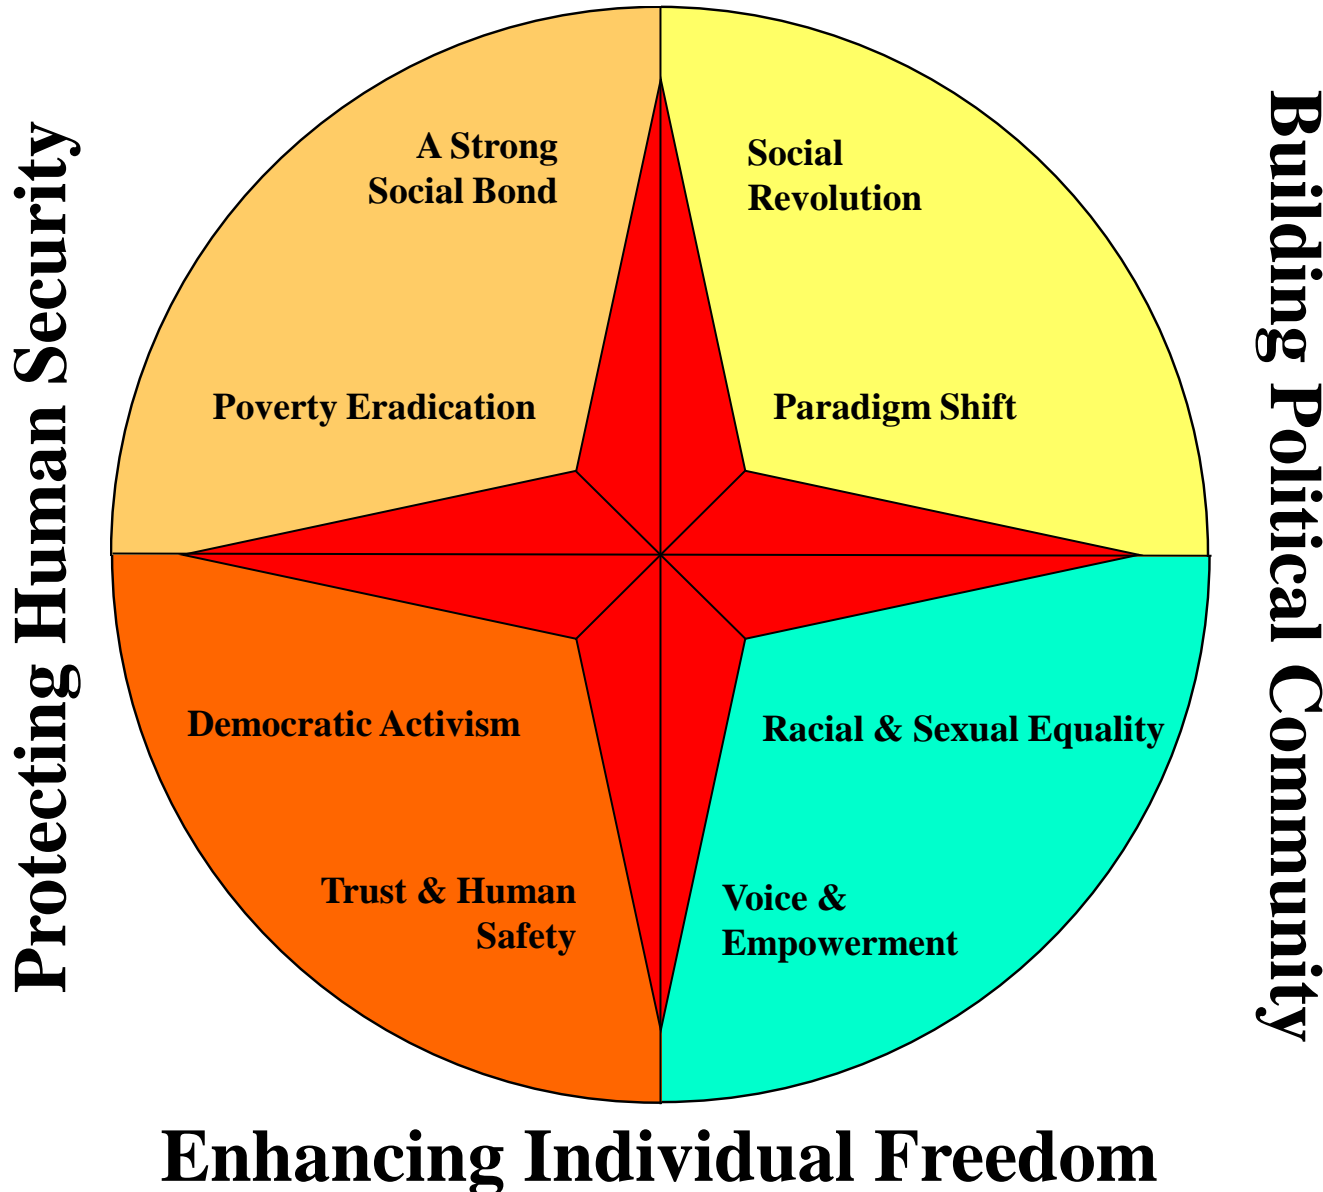 Protecting Human Security
A Strong
Social Bond
Poverty Eradication
Social
Revolution
Paradigm Shift
Building Political Community
Democratic Activism
Trust & Human
Safety
Racial & Sexual Equality
Voice &
Empowerment
Enhancing Individual Freedom